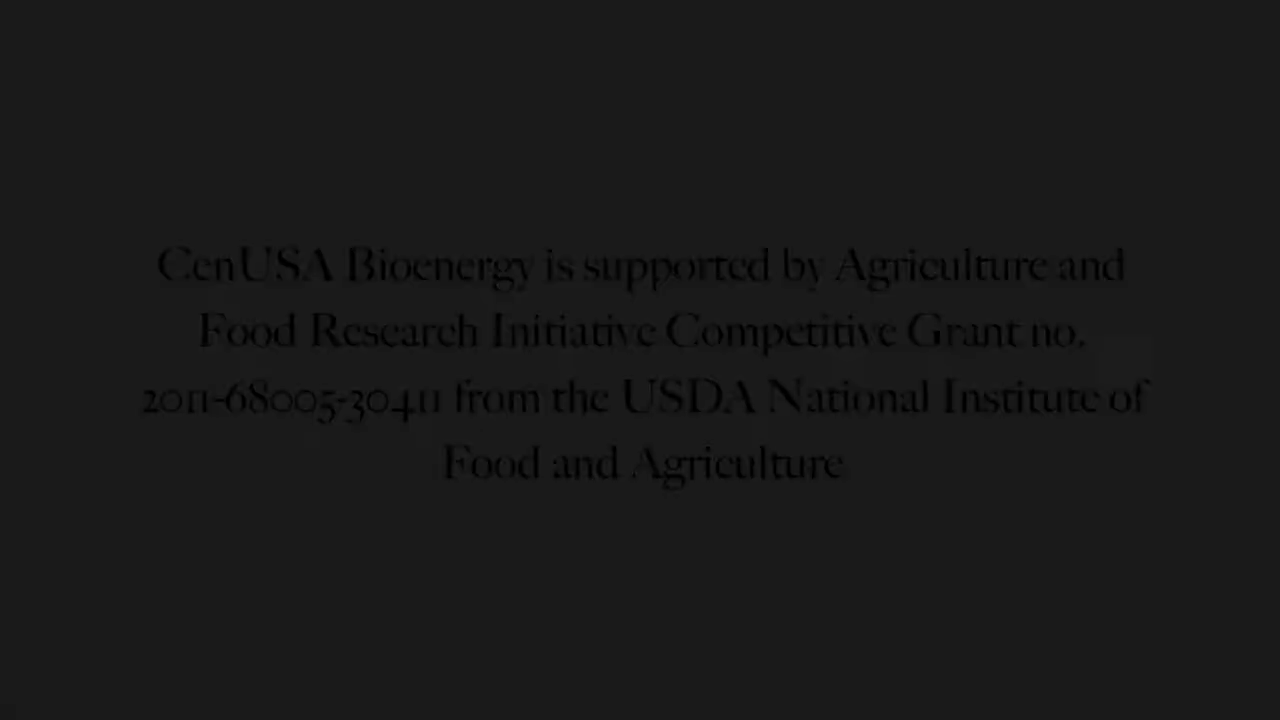 CenUSA Bioenergy is supported by Agriculture and
Food Research Initiative Competitive Grant no.
2011-68005-30411 from the USDA National Institute of
Food and Agriculture